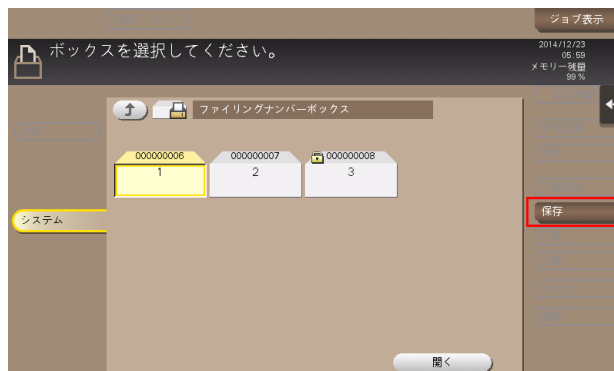 ジョブ表示
ボックスを選択してください。
2014/12/23
05:59
メモリー残量
99 %
ファイリングナンバーボックス
000000006
1
000000007
2
000000008
3
システム
保存
開く